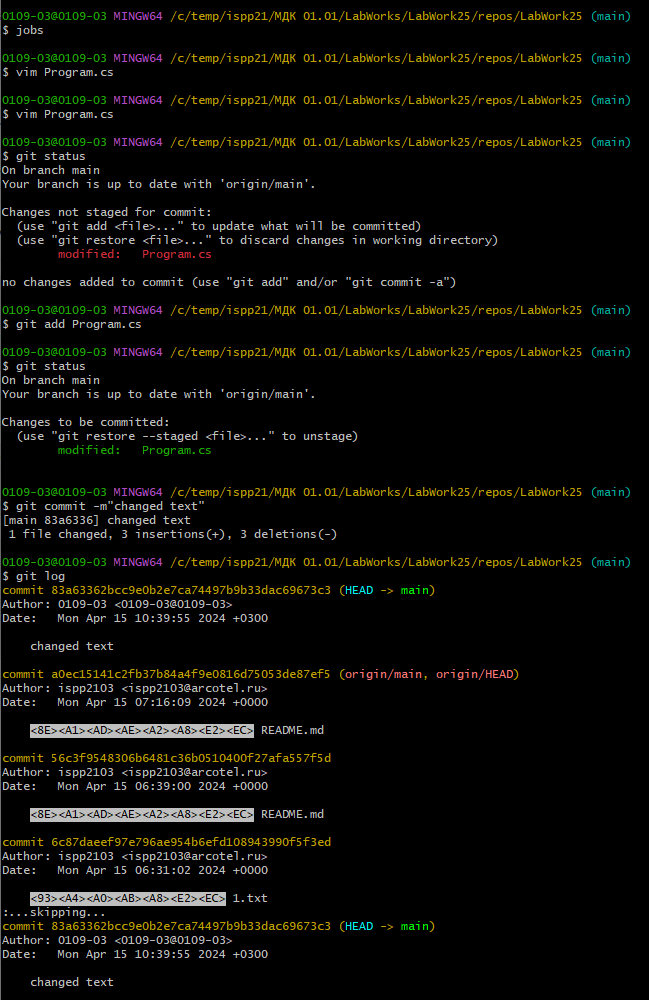 0109-03@0109-03 MINGW64 /c/temp/ispp21/МДК 01.01/LabWorks/repos/LabWork25 (main)
$ jobs
0109-03@0109-03 MINGW64 /c/temp/ispp21/МДК 01.01/LabWorks/repos/LabWork25 (main)
$ vim Program.cs
0109-03@0109-03 MINGW64 /c/temp/ispp21/МДК 01.01/LabWorks/repos/LabWork25 (main)
$ vim Program.cs
0109-03@0109-03 MINGW64 /c/temp/ispp21/МДК 01.01/LabWorks/repos/LabWork25 (main)
$ git status
On branch main
Your branch is up to date with 'origin/main'.
Changes not staged for commit:
  (use "git add <file>..." to update what will be committed)
  (use "git restore <file>..." to discard changes in working directory)
        modified:   Program.cs
no changes added to commit (use "git add" and/or "git commit -a")
0109-03@0109-03 MINGW64 /c/temp/ispp21/МДК 01.01/LabWorks/repos/LabWork25 (main)
$ git add Program.cs
0109-03@0109-03 MINGW64 /c/temp/ispp21/МДК 01.01/LabWorks/repos/LabWork25 (main)
$ git status
On branch main
Your branch is up to date with 'origin/main'.
Changes to be committed:
  (use "git restore --staged <file>..." to unstage)
        modified:   Program.cs
0109-03@0109-03 MINGW64 /c/temp/ispp21/МДК 01.01/LabWorks/repos/LabWork25 (main)
$ git commit -m"changed text"
[main 83a6336] changed text
 1 file changed, 3 insertions(+), 3 deletions(-)
0109-03@0109-03 MINGW64 /c/temp/ispp21/МДК 01.01/LabWorks/repos/LabWork25 (main)
$ git log
commit 83a63362bcc9e0b2e7ca74497b9b33dac69673c3 (HEAD -> main)
Author: 0109-03 <0109-03@0109-03>
Date:   Mon Apr 15 10:39:55 2024 +0300
    changed text
commit a0ec15141c2fb37b84a4f9e0816d75053de87ef5 (origin/main, origin/HEAD)
Author: ispp2103 <ispp2103@arcotel.ru>
Date:   Mon Apr 15 07:16:09 2024 +0000
    <8E><A1><AD><AE><A2><A8><E2><EC> README.md
commit 56c3f9548306b6481c36b0510400f27afa557f5d
Author: ispp2103 <ispp2103@arcotel.ru>
Date:   Mon Apr 15 06:39:00 2024 +0000
    <8E><A1><AD><AE><A2><A8><E2><EC> README.md
commit 6c87daeef97e796ae954b6efd108943990f5f3ed
Author: ispp2103 <ispp2103@arcotel.ru>
Date:   Mon Apr 15 06:31:02 2024 +0000
    <93><A4><A0><AB><A8><E2><EC> 1.txt
:...skipping...
commit 83a63362bcc9e0b2e7ca74497b9b33dac69673c3 (HEAD -> main)
Author: 0109-03 <0109-03@0109-03>
Date:   Mon Apr 15 10:39:55 2024 +0300
    changed text